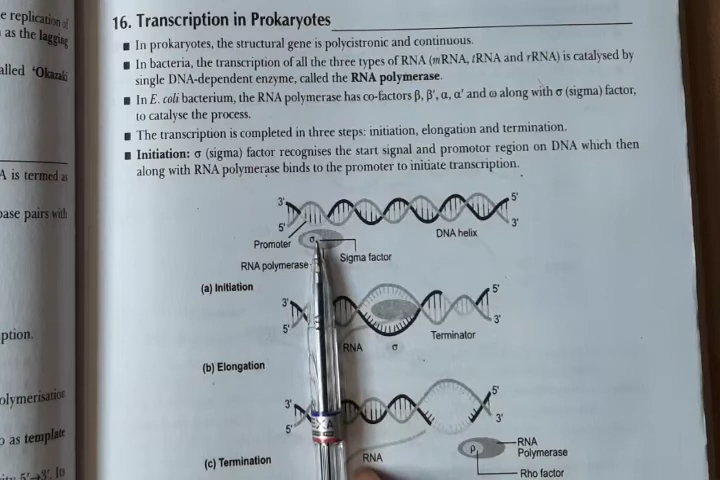 e replication of
as the lagging
alled 'Okazaki
A is termed as
base pairs with
ption.
olymerisation
o as template
16. Transcription in Prokaryotes
■ In prokaryotes, the structural gene is polycistronic and continuous.
■ In bacteria, the transcription of all the three types of RNA (mRNA, tRNA and rRNA) is catalysed by
single DNA-dependent enzyme, called the RNA polymerase.
■ In E. coli bacterium, the RNA polymerase has co-factors β, β', α, α' and ω along with σ (sigma) factor,
to catalyse the process.
■ The transcription is completed in three steps: initiation, elongation and termination.
■ Initiation: σ (sigma) factor recognises the start signal and promotor region on DNA which then
along with RNA polymerase binds to the promoter to initiate transcription.
3' 5'
5' 3'
Promoter σ DNA helix
RNA polymerase Sigma factor
(a) Initiation
3' 5'
5' 3'
RNA σ Terminator
(b) Elongation
3' 5'
5' 3'
RNA ρ RNA
Polymerase
(c) Termination
Rho factor